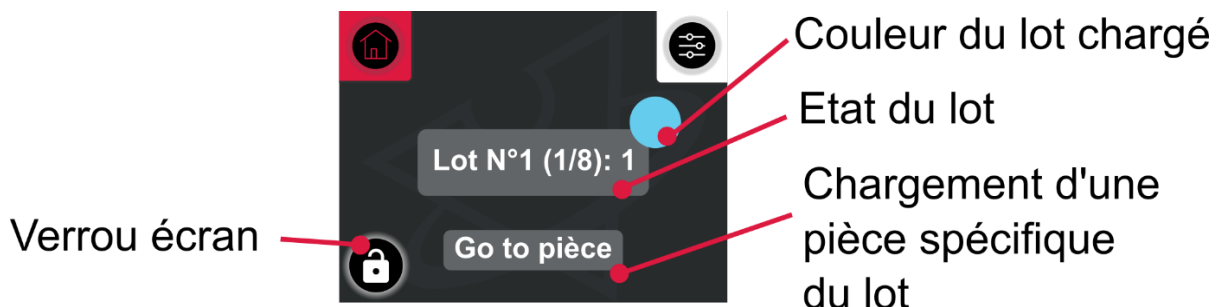 Couleur du lot chargé
Etat du lot
Lot N°1 (1/8): 1
Chargement d'une
pièce spécifique
du lot
Verrou écran
Go to pièce